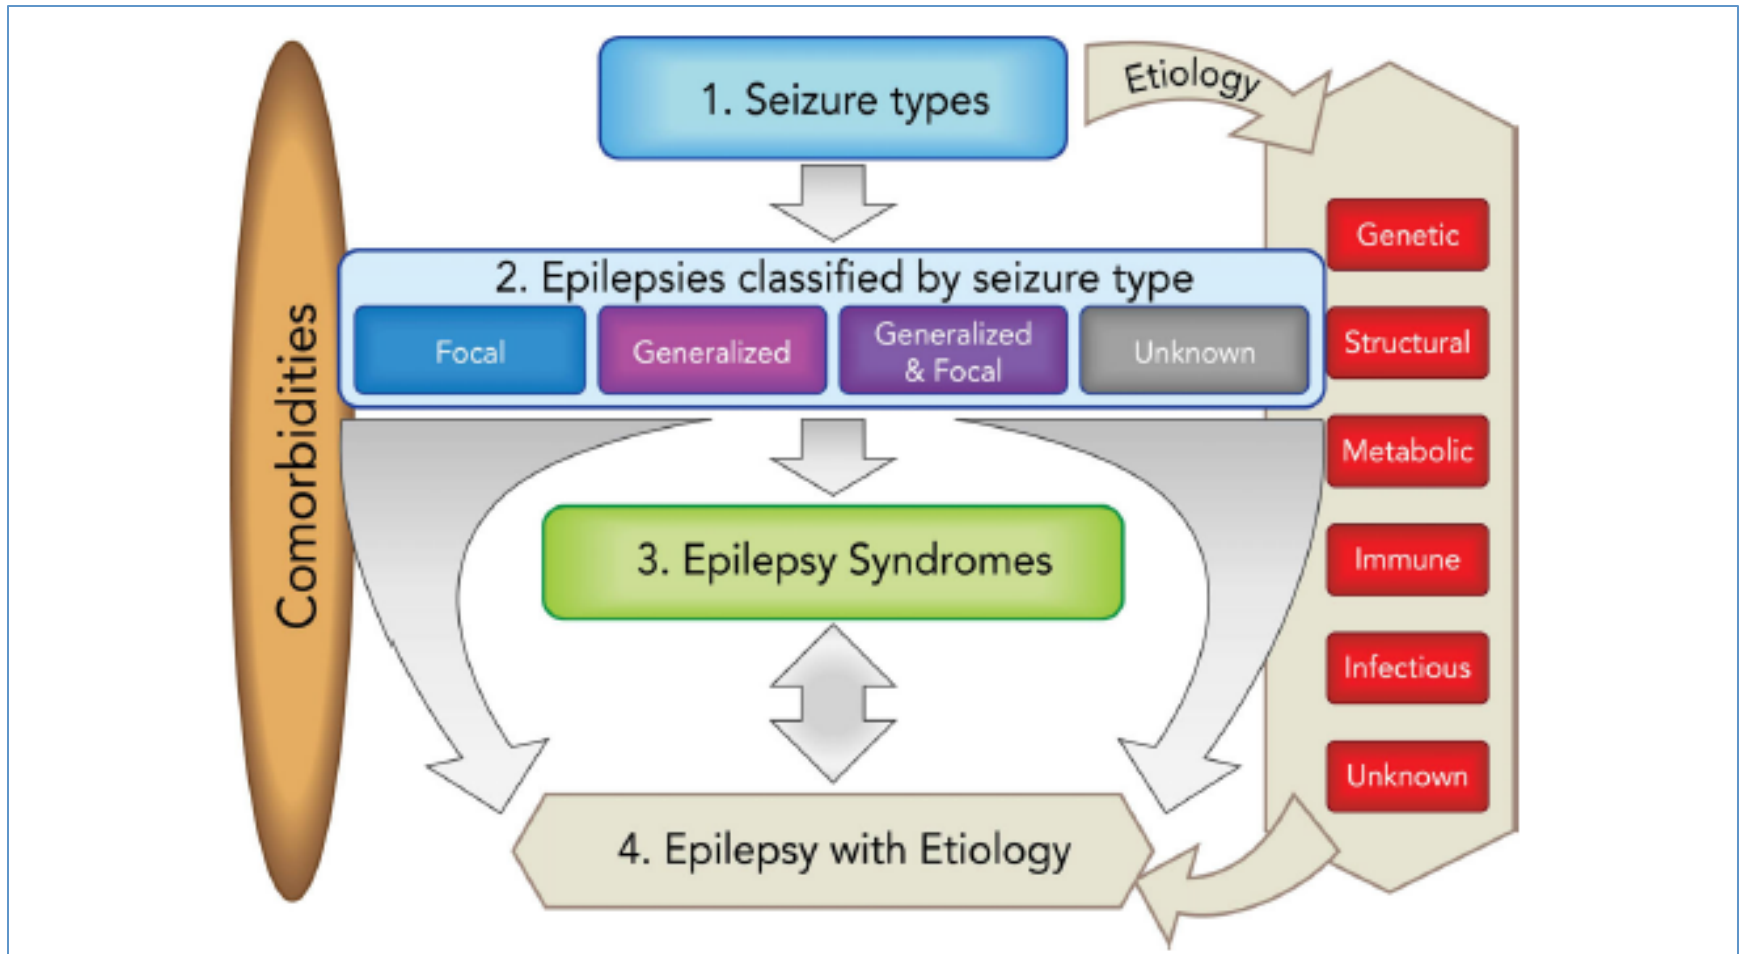 1. Seizure types
Etiology
2. Epilepsies classified by seizure type
Focal
Generalized
Generalized
& Focal
Unknown
3. Epilepsy Syndromes
4. Epilepsy with Etiology
Comorbidities
Genetic
Structural
Metabolic
Immune
Infectious
Unknown